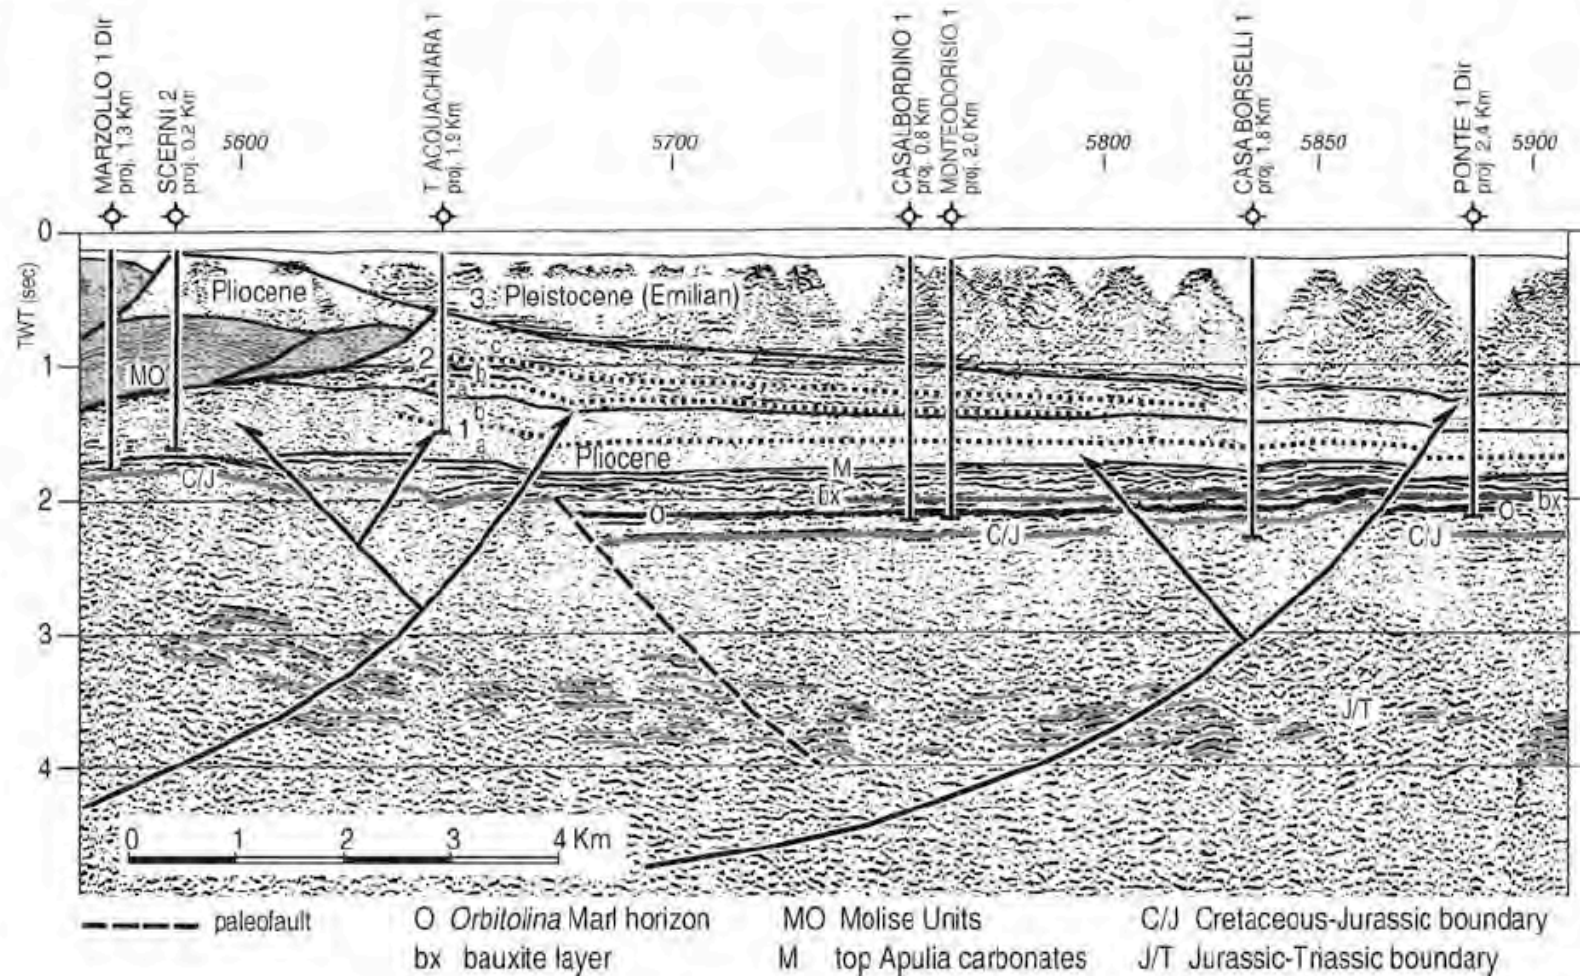 MARZOLLO 1 Dir
proj. 1.3 Km
SCERNI 2
proj. 0.2 Km
5600
T. ACQUACHIARA 1
proj. 1.9 Km
5700
CASALBORDINO 1
proj. 0.8 Km
MONTEODORISIO 1
proj. 2.0 Km
5800
CASA BORSELLI 1
proj. 1.8 Km
5850
PONTE 1 Dir
proj. 2.4 Km
5900
TWT (sec)
0
1
2
3
4
Pliocene
3 Pleistocene (Emilian)
MO
2
c
b
a
b
1
a
Pliocene
M
C/J
bx
O
C/J
O
bx
C/J
J/T
0 1 2 3 4 Km
paleofault
O Orbitolina Marl horizon
MO Molise Units
C/J Cretaceous-Jurassic boundary
bx bauxite layer
M top Apulia carbonates
J/T Jurassic-Triassic boundary